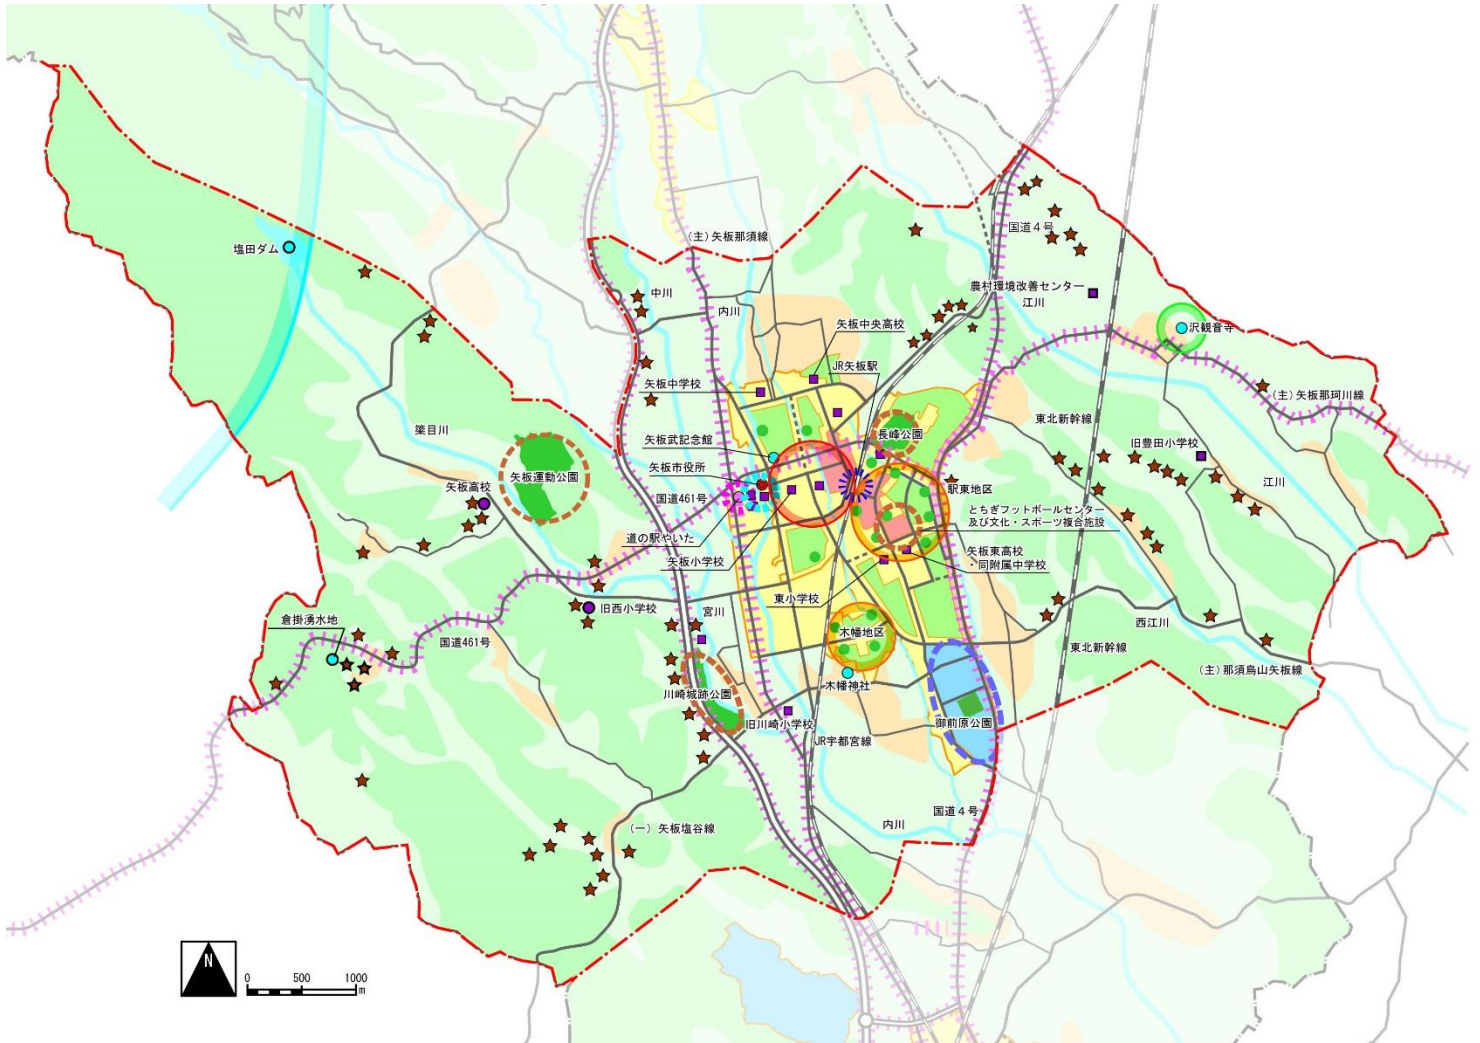 (主)矢板那須線
国道4号
塩田ダム
農村環境改善センター
江川
中川
内川
沢観音寺
矢板中央高校
JR矢板駅
矢板中学校
(主)矢板那珂川線
東北新幹線
長峰公園
旧豊田小学校
簗目川
矢板武記念館
矢板市役所
矢板運動公園
江川
矢板高校
国道461号
駅東地区
とちぎフットボールセンター
及び文化・スポーツ複合施設
道の駅やいた
矢板小学校
矢板東高校
・同附属中学校
東小学校
旧西小学校
宮川
倉掛湧水地
国道461号
木幡地区
西江川
東北新幹線
(主)那須烏山矢板線
木幡神社
川崎城跡公園
旧川崎小学校
御前原公園
JR宇都宮線
国道4号
内川
(一)矢板塩谷線
N
0 500 1000
m